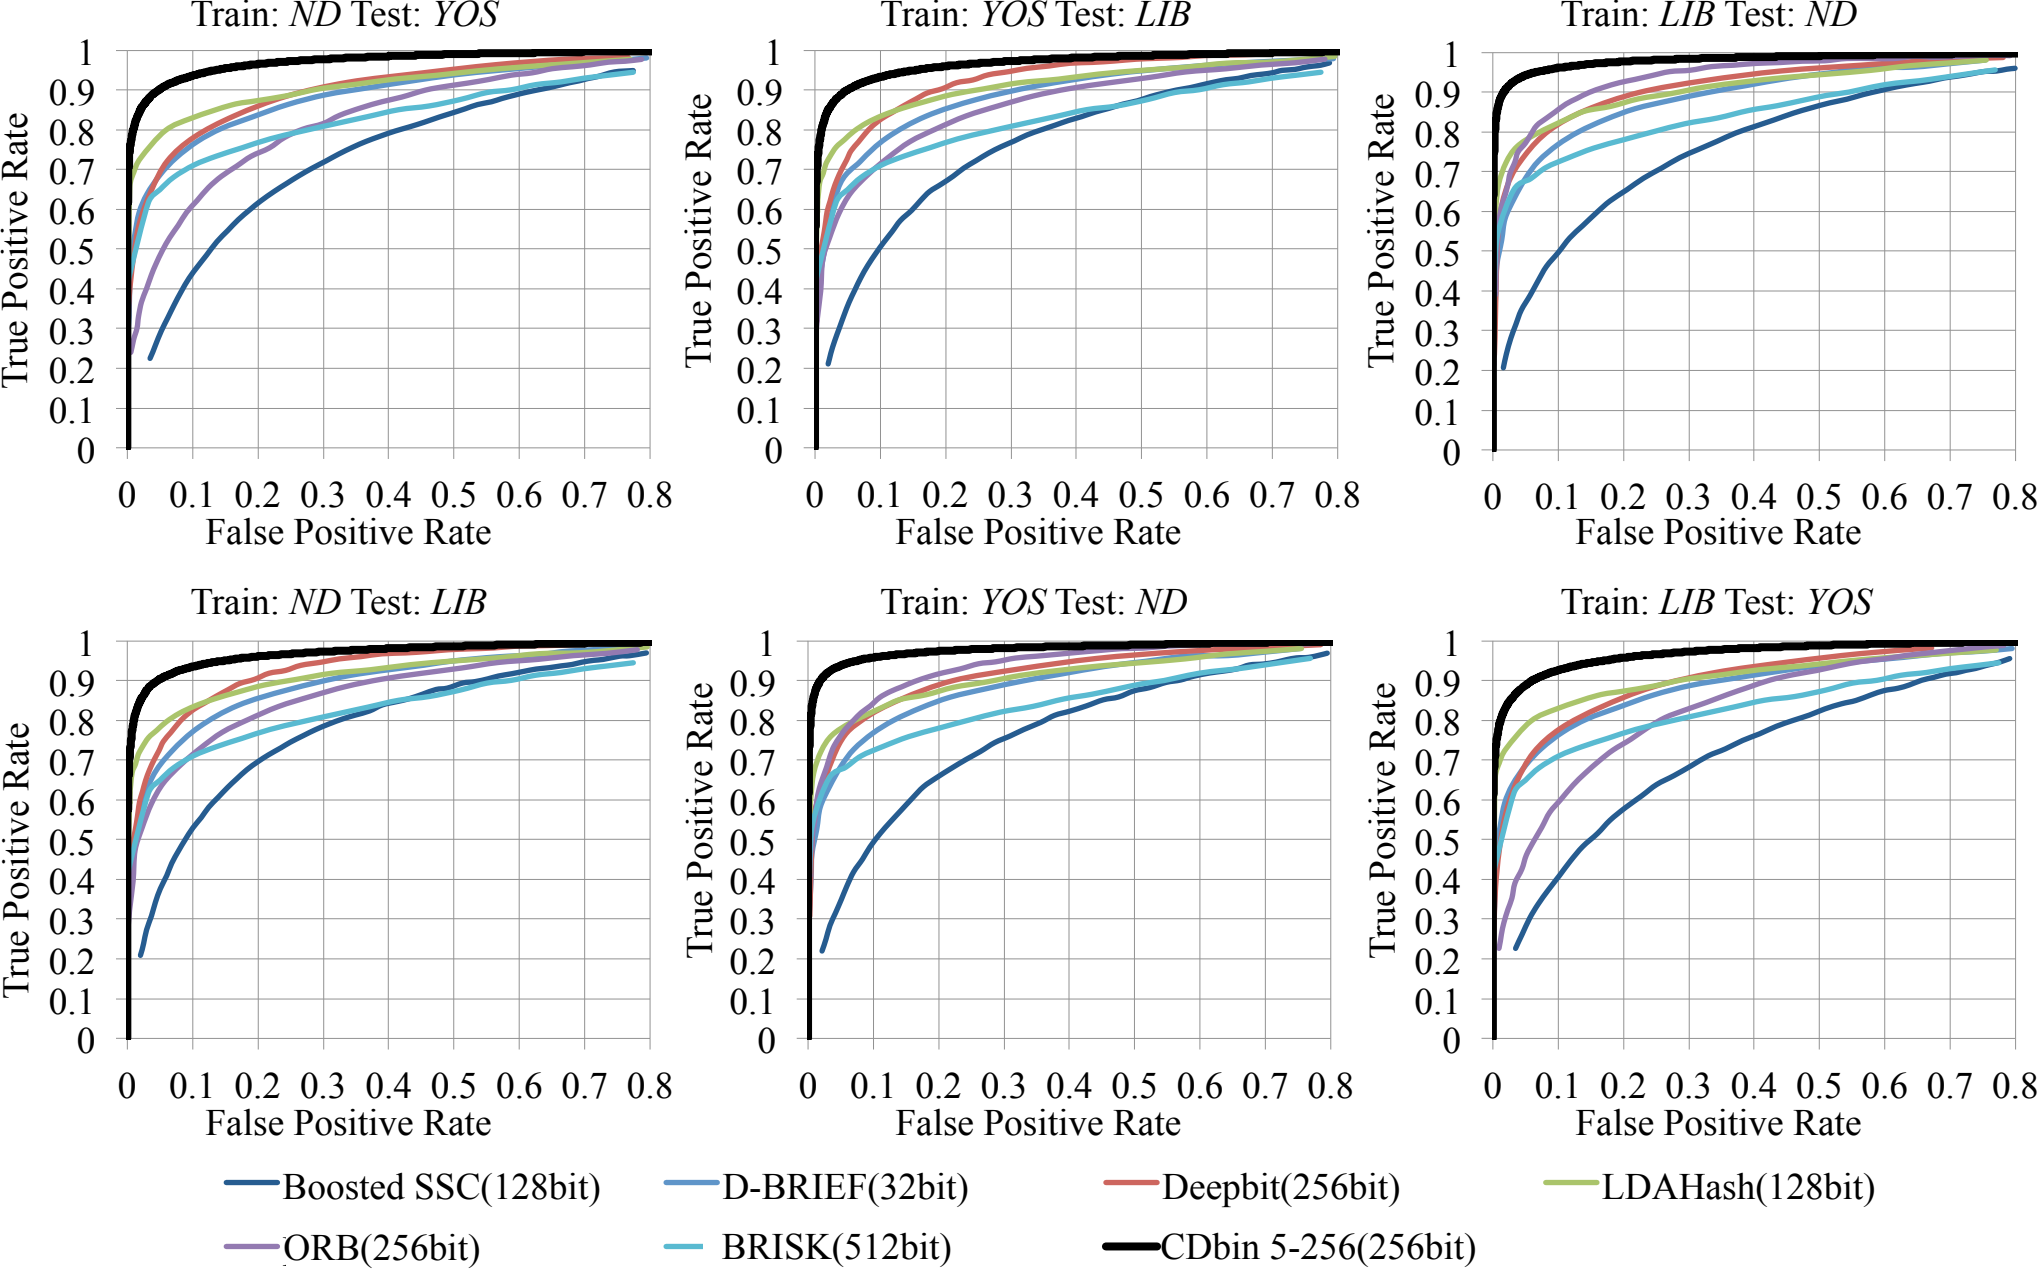 Train: ND Test: YOS
True Positive Rate
1
0.9
0.8
0.7
0.6
0.5
0.4
0.3
0.2
0.1
0
0 0.1 0.2 0.3 0.4 0.5 0.6 0.7 0.8
False Positive Rate
Train: YOS Test: LIB
True Positive Rate
1
0.9
0.8
0.7
0.6
0.5
0.4
0.3
0.2
0.1
0
0 0.1 0.2 0.3 0.4 0.5 0.6 0.7 0.8
False Positive Rate
Train: LIB Test: ND
True Positive Rate
1
0.9
0.8
0.7
0.6
0.5
0.4
0.3
0.2
0.1
0
0 0.1 0.2 0.3 0.4 0.5 0.6 0.7 0.8
False Positive Rate
Train: ND Test: LIB
True Positive Rate
1
0.9
0.8
0.7
0.6
0.5
0.4
0.3
0.2
0.1
0
0 0.1 0.2 0.3 0.4 0.5 0.6 0.7 0.8
False Positive Rate
Train: YOS Test: ND
True Positive Rate
1
0.9
0.8
0.7
0.6
0.5
0.4
0.3
0.2
0.1
0
0 0.1 0.2 0.3 0.4 0.5 0.6 0.7 0.8
False Positive Rate
Train: LIB Test: YOS
True Positive Rate
1
0.9
0.8
0.7
0.6
0.5
0.4
0.3
0.2
0.1
0
0 0.1 0.2 0.3 0.4 0.5 0.6 0.7 0.8
False Positive Rate
Boosted SSC(128bit) D-BRIEF(32bit) Deepbit(256bit) LDAHash(128bit)
ORB(256bit) BRISK(512bit) CDbin 5-256(256bit)